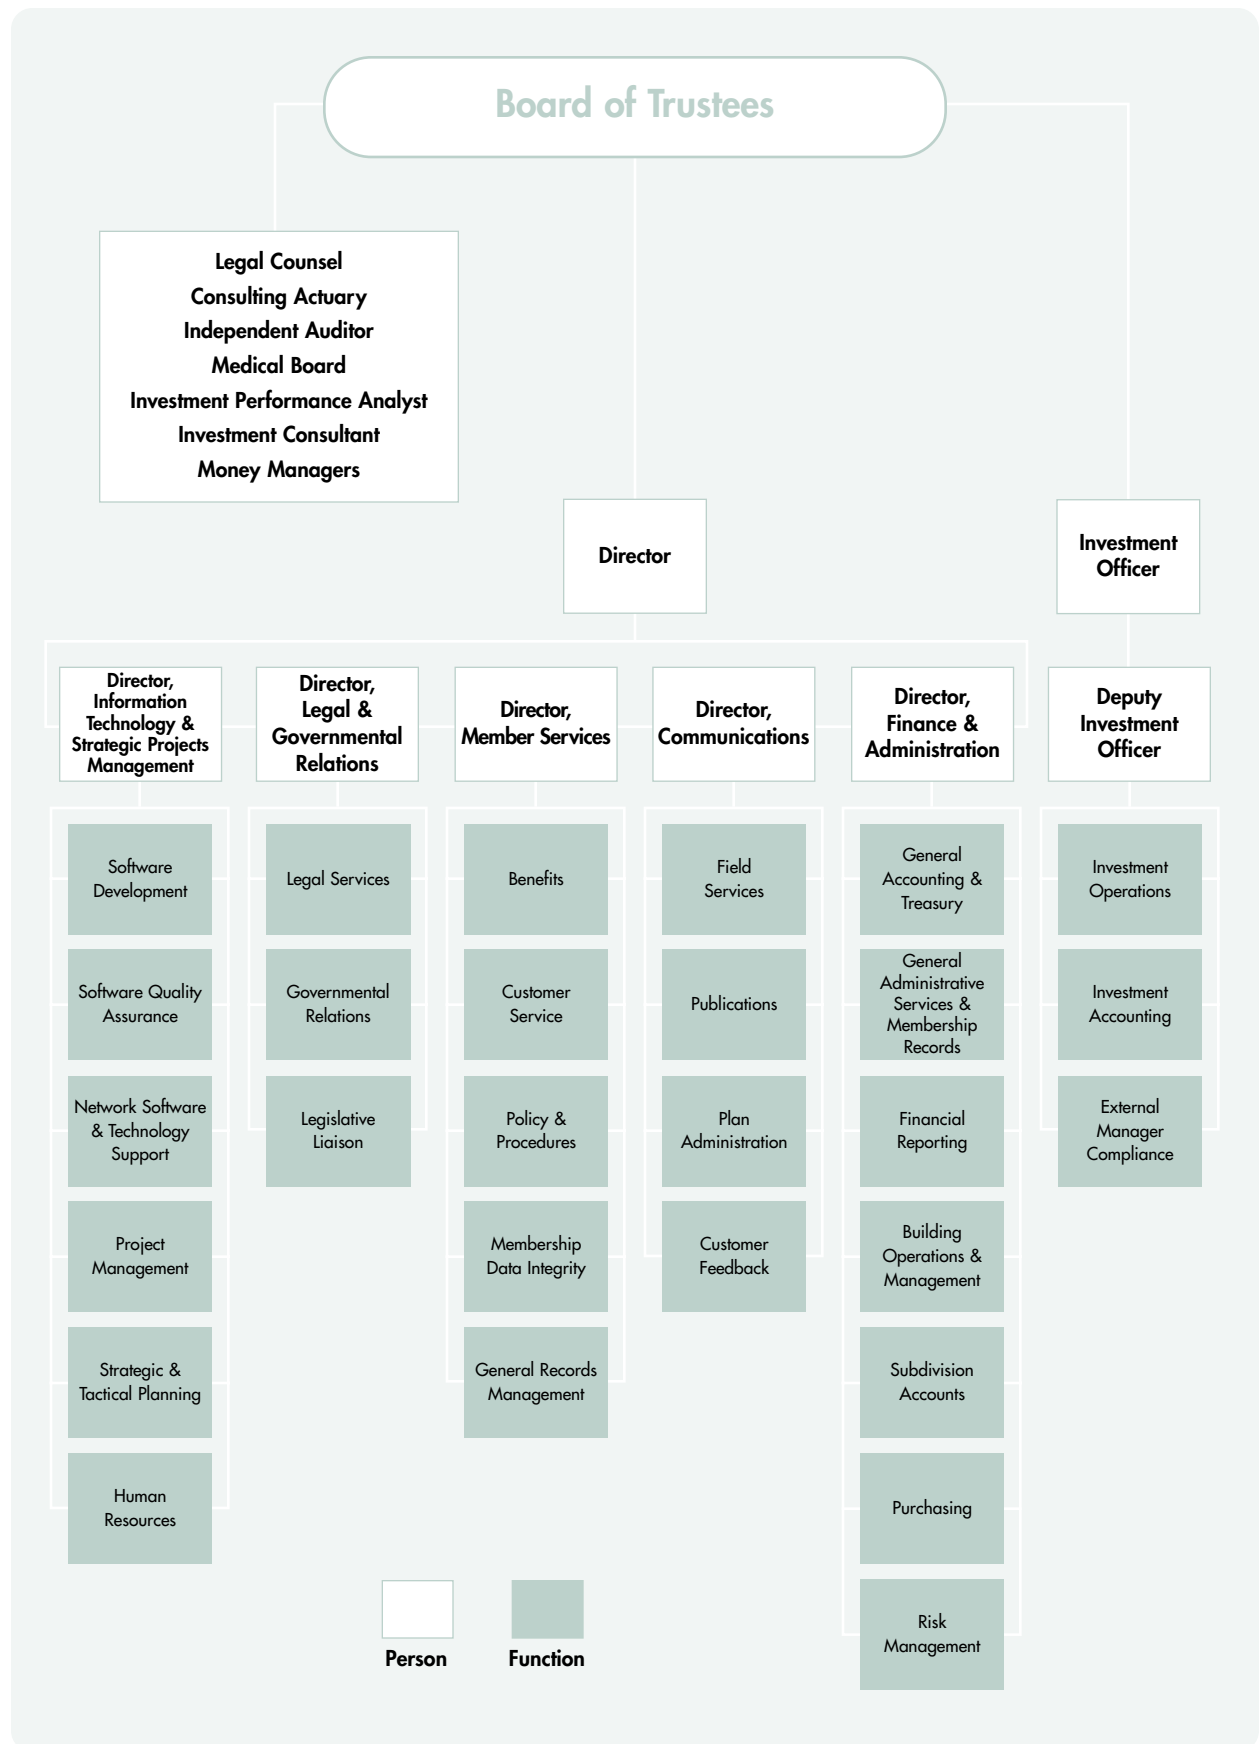 Board of Trustees
Legal Counsel
Consulting Actuary
Independent Auditor
Medical Board
Investment Performance Analyst
Investment Consultant
Money Managers
Director
Investment
Officer
Director,
Information
Technology &
Strategic Projects
Management
Director,
Legal &
Governmental
Relations
Director,
Member Services
Director,
Communications
Director,
Finance &
Administration
Deputy
Investment
Officer
Software
Development
Software Quality
Assurance
Network Software
& Technology
Support
Project
Management
Strategic &
Tactical Planning
Human
Resources
Legal Services
Governmental
Relations
Legislative
Liaison
Benefits
Customer
Service
Policy &
Procedures
Membership
Data Integrity
General Records
Management
Field
Services
Publications
Plan
Administration
Customer
Feedback
General
Accounting &
Treasury
General
Administrative
Services &
Membership
Records
Financial
Reporting
Building
Operations &
Management
Subdivision
Accounts
Purchasing
Risk
Management
Investment
Operations
Investment
Accounting
External
Manager
Compliance
Person
Function